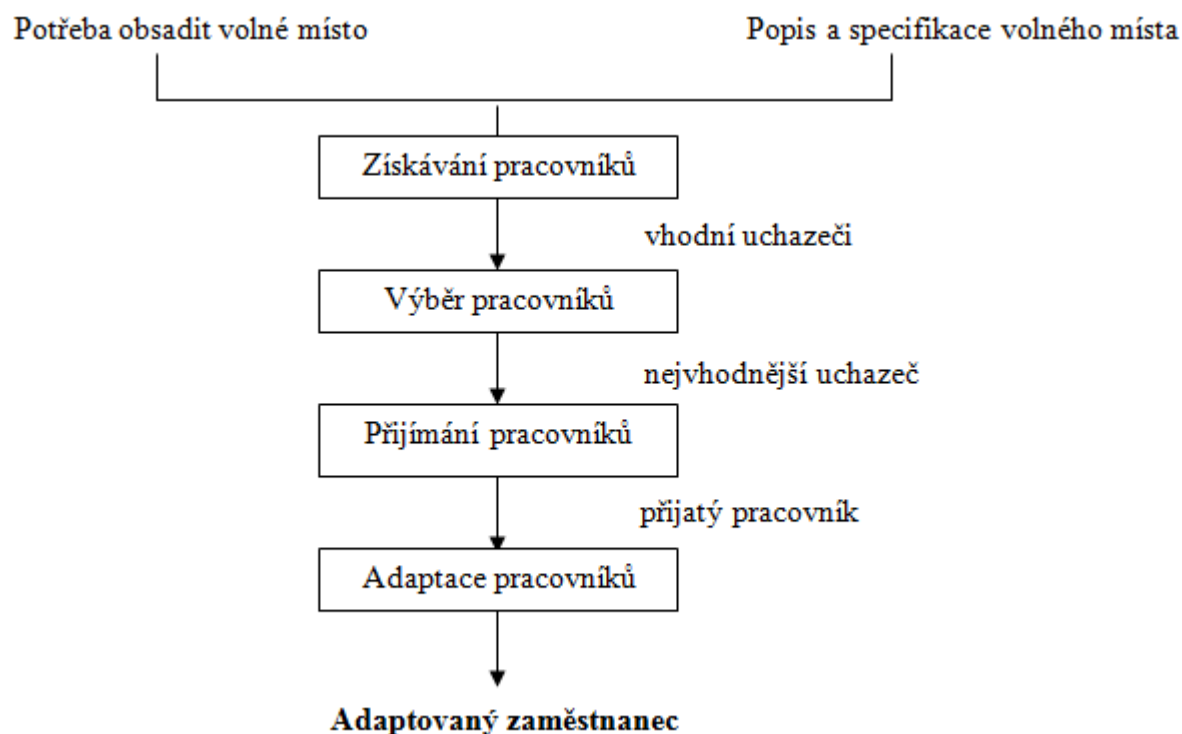 Potřeba obsadit volné místo
Popis a specifikace volného místa
Získávání pracovníků
vhodní uchazeči
Výběr pracovníků
nejvhodnější uchazeč
Přijímání pracovníků
přijatý pracovník
Adaptace pracovníků
Adaptovaný zaměstnanec